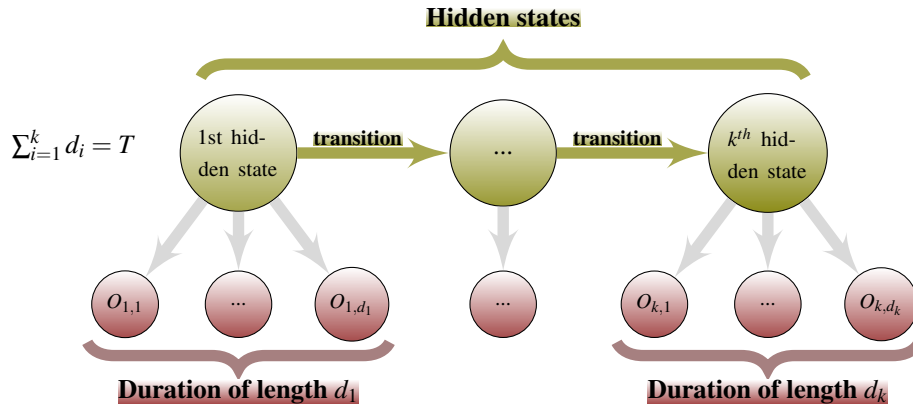 Hidden states
$\sum_{i=1}^{k} d_i = T$
1st hid-
den state
transition
...
transition
$k^{th}$ hid-
den state
$O_{1,1}$
...
$O_{1,d_1}$
...
$O_{k,1}$
...
$O_{k,d_k}$
Duration of length $d_1$
Duration of length $d_k$